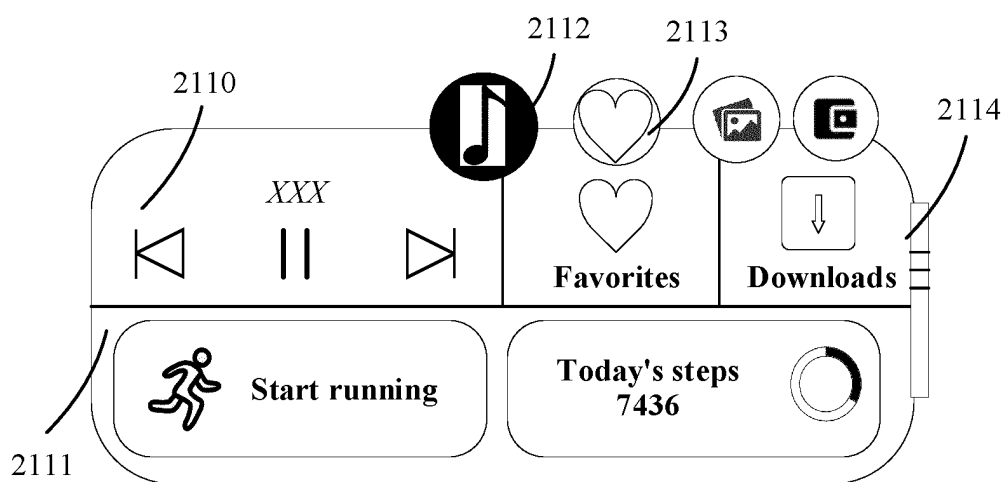 2112
2113
2110
2114
XXX
Favorites
Downloads
Start running
Today's steps
7436
2111